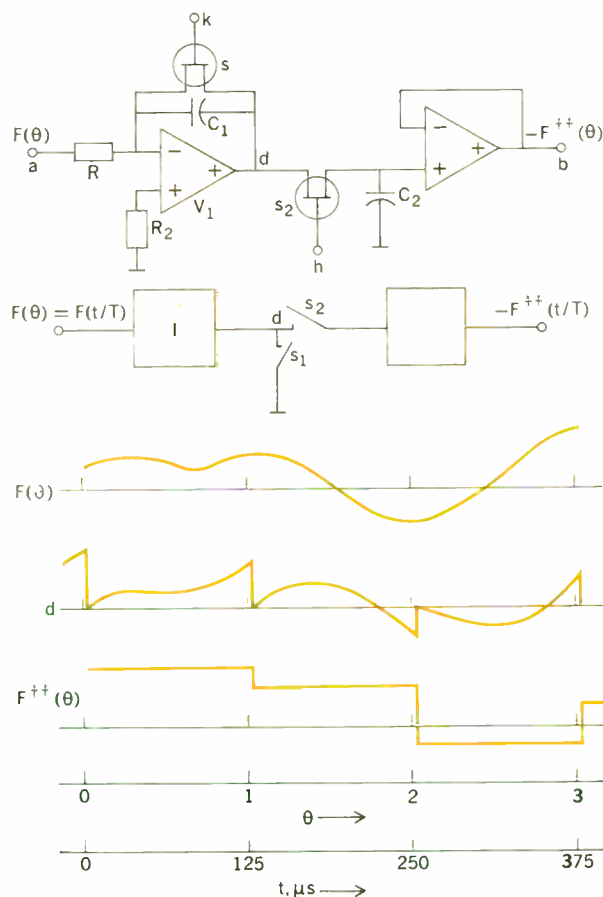 k
s
F(θ)
a
R
C₁
−
+
+
V₁
R₂
d
s₂
h
C₂
−
+
+
−F‡‡(θ)
b
F(θ) = F(t/T)
I
d
s₂
s₁
−F‡‡(t/T)
F(ϑ)
d
F‡‡(θ)
0 1 2 3
θ →
0 125 250 375
t, μs →